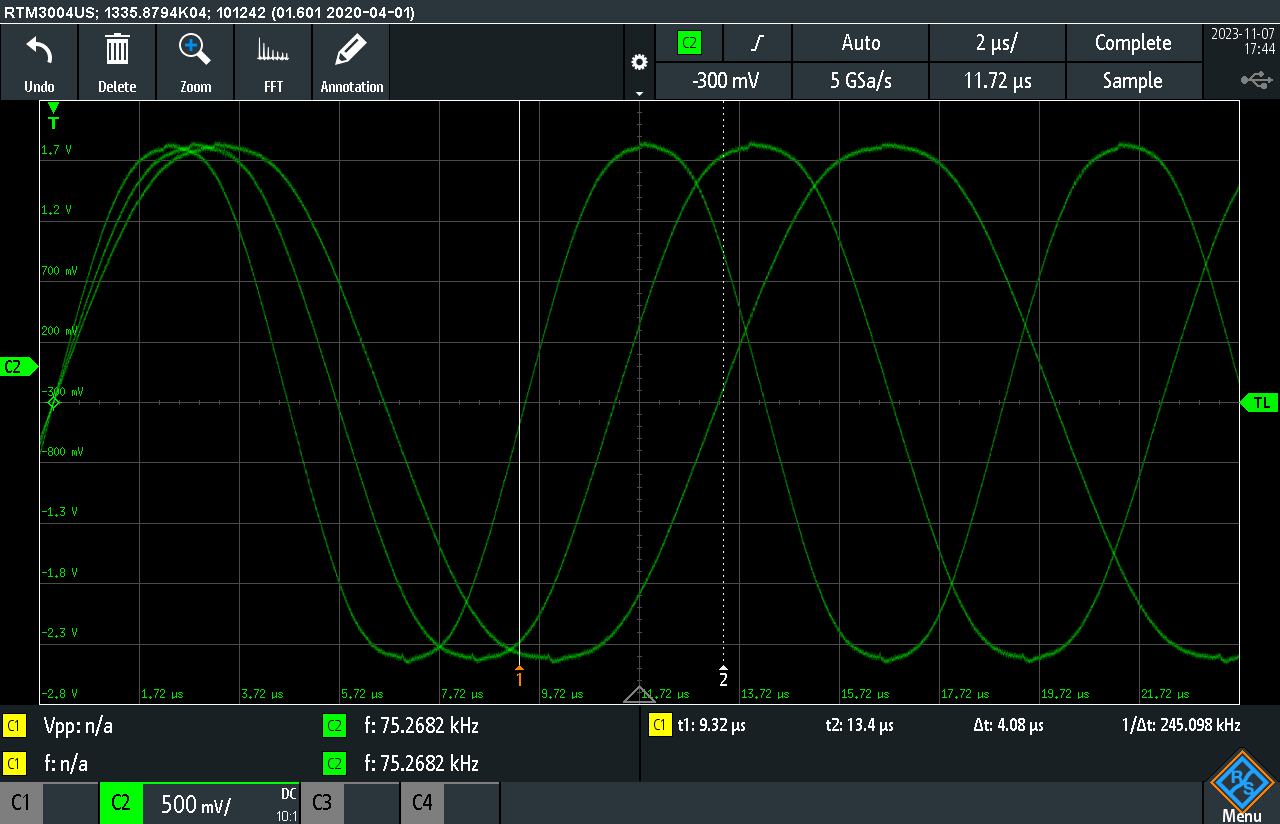 RTM3004US; 1335.8794K04; 101242 (01.601 2020-04-01)
Undo
Delete
Zoom
FFT
Annotation
C2
Auto
2 µs/
Complete
-300 mV
5 GSa/s
11.72 µs
Sample
2023-11-07
17:44
T
1,7 V
1,2 V
700 mV
200 mV
C2
-300 mV
TL
-800 mV
-1,3 V
-1,8 V
-2,3 V
-2,8 V
1
2
1,72 µs
3,72 µs
5,72 µs
7,72 µs
9,72 µs
11,72 µs
13,72 µs
15,72 µs
17,72 µs
19,72 µs
21,72 µs
C1 Vpp: n/a
C2 f: 75.2682 kHz
C1 t1: 9.32 µs t2: 13.4 µs Δt: 4.08 µs 1/Δt: 245.098 kHz
C1 f: n/a
C2 f: 75.2682 kHz
C1
C2 500 mV/
DC
10:1
C3
C4
R S
Menu